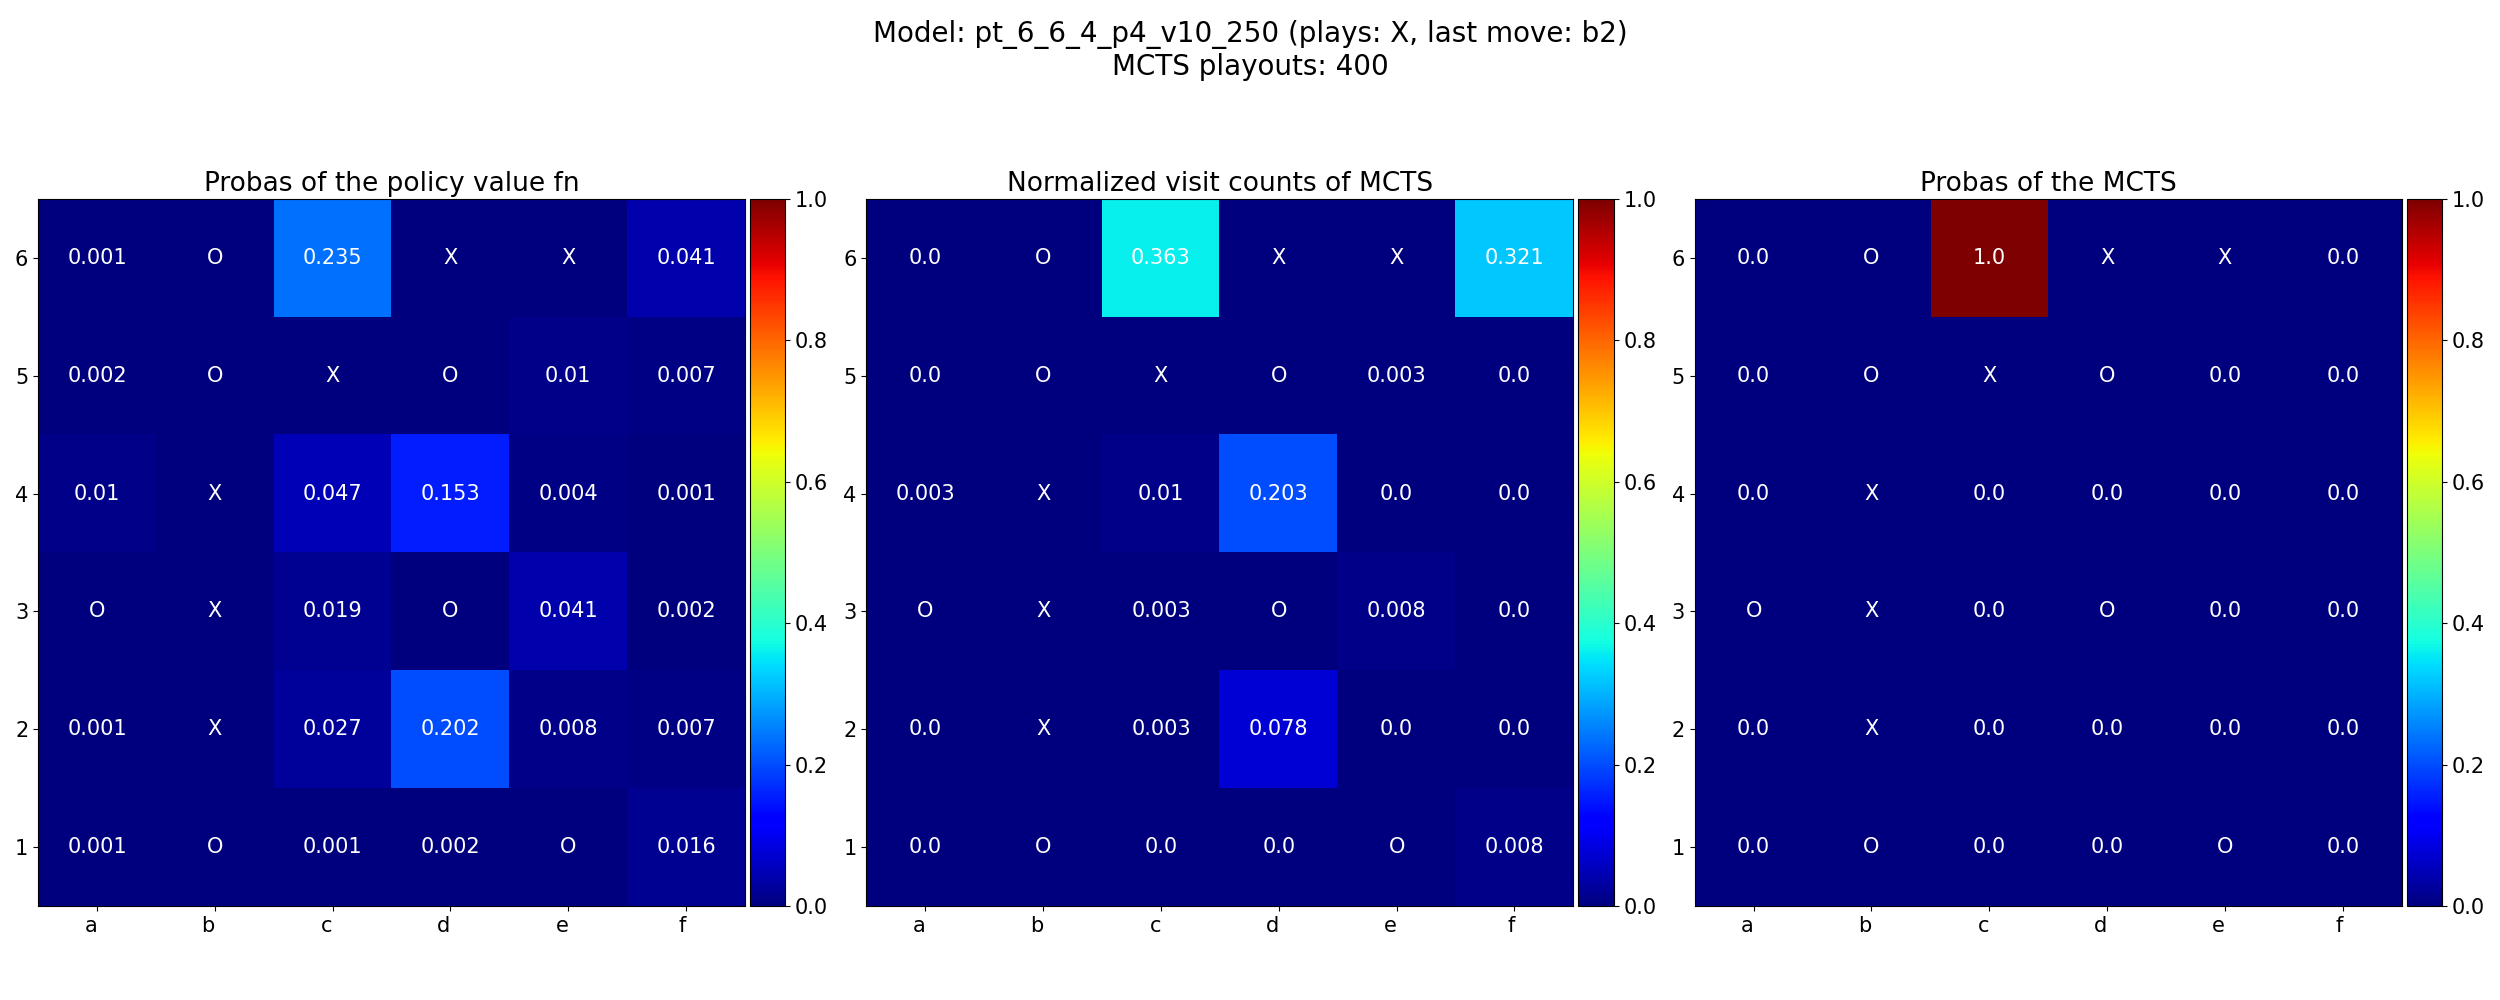 Model: pt_6_6_4_p4_v10_250 (plays: X, last move: b2)
MCTS playouts: 400
Probas of the policy value fn
6 0.001 O 0.235 X X 0.041
5 0.002 O X O 0.01 0.007
4 0.01 X 0.047 0.153 0.004 0.001
3 O X 0.019 O 0.041 0.002
2 0.001 X 0.027 0.202 0.008 0.007
1 0.001 O 0.001 0.002 O 0.016
a b c d e f
1.0
0.8
0.6
0.4
0.2
0.0
Normalized visit counts of MCTS
6 0.0 O 0.363 X X 0.321
5 0.0 O X O 0.003 0.0
4 0.003 X 0.01 0.203 0.0 0.0
3 O X 0.003 O 0.008 0.0
2 0.0 X 0.003 0.078 0.0 0.0
1 0.0 O 0.0 0.0 O 0.008
a b c d e f
1.0
0.8
0.6
0.4
0.2
0.0
Probas of the MCTS
6 0.0 O 1.0 X X 0.0
5 0.0 O X O 0.0 0.0
4 0.0 X 0.0 0.0 0.0 0.0
3 O X 0.0 O 0.0 0.0
2 0.0 X 0.0 0.0 0.0 0.0
1 0.0 O 0.0 0.0 O 0.0
a b c d e f
1.0
0.8
0.6
0.4
0.2
0.0